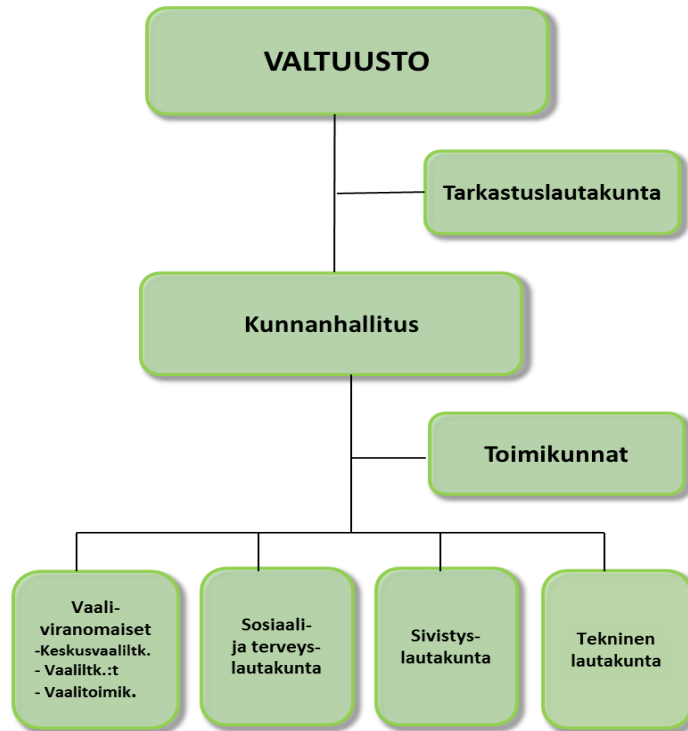 VALTUUSTO
Tarkastuslautakunta
Kunnanhallitus
Toimikunnat
Vaali-
viranomaiset
-Keskusvaaliltk.
- Vaaliltk.:t
- Vaalitoimik.
Sosiaali-
ja terveys-
lautakunta
Sivistys-
lautakunta
Tekninen
lautakunta